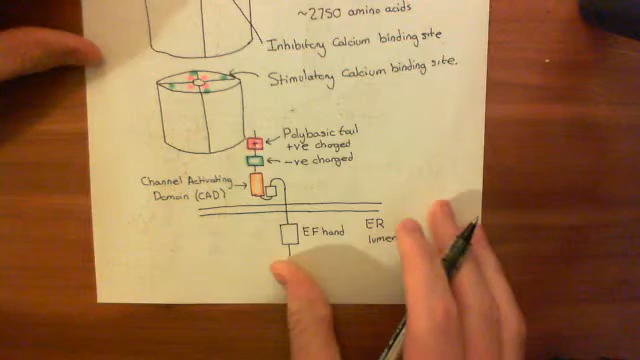 ~2750 amino acids
Inhibitory Calcium binding site
Stimulatory Calcium binding site.
Polybasic tail
+ve charged
-ve charged
Channel Activating
Domain (CAD)
EF hand
ER
lumen